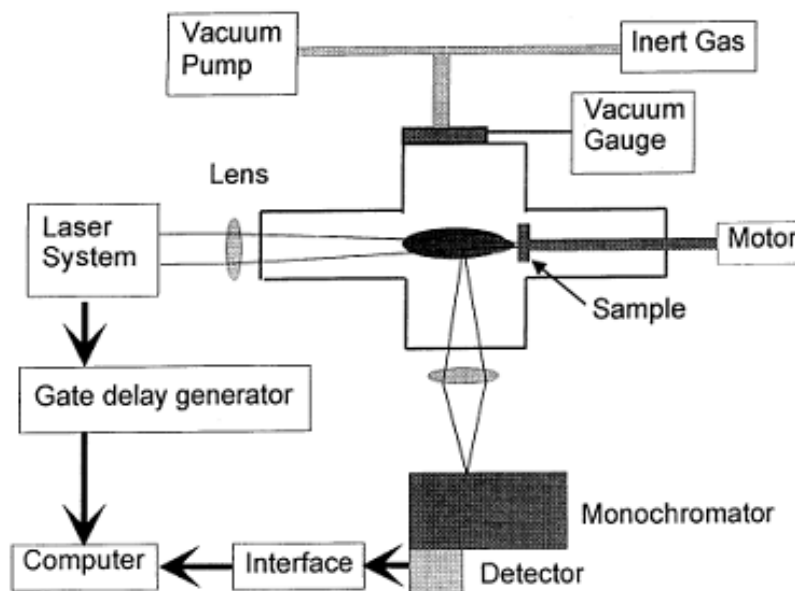 Vacuum
Pump
Inert Gas
Vacuum
Gauge
Lens
Laser
System
Motor
Sample
Gate delay generator
Monochromator
Computer
Interface
Detector